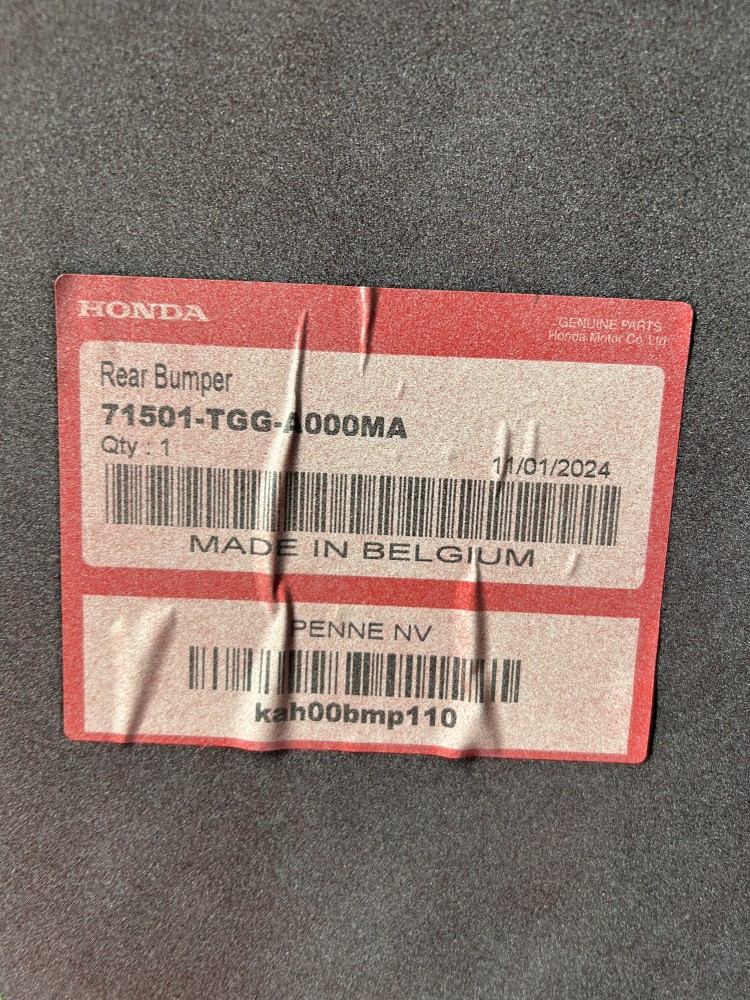 HONDA
GENUINE PARTS
Honda Motor Co. Ltd
Rear Bumper
71501-TGG-A000MA
Qty : 1
11/01/2024
MADE IN BELGIUM
PENNE NV
kah00bmp110